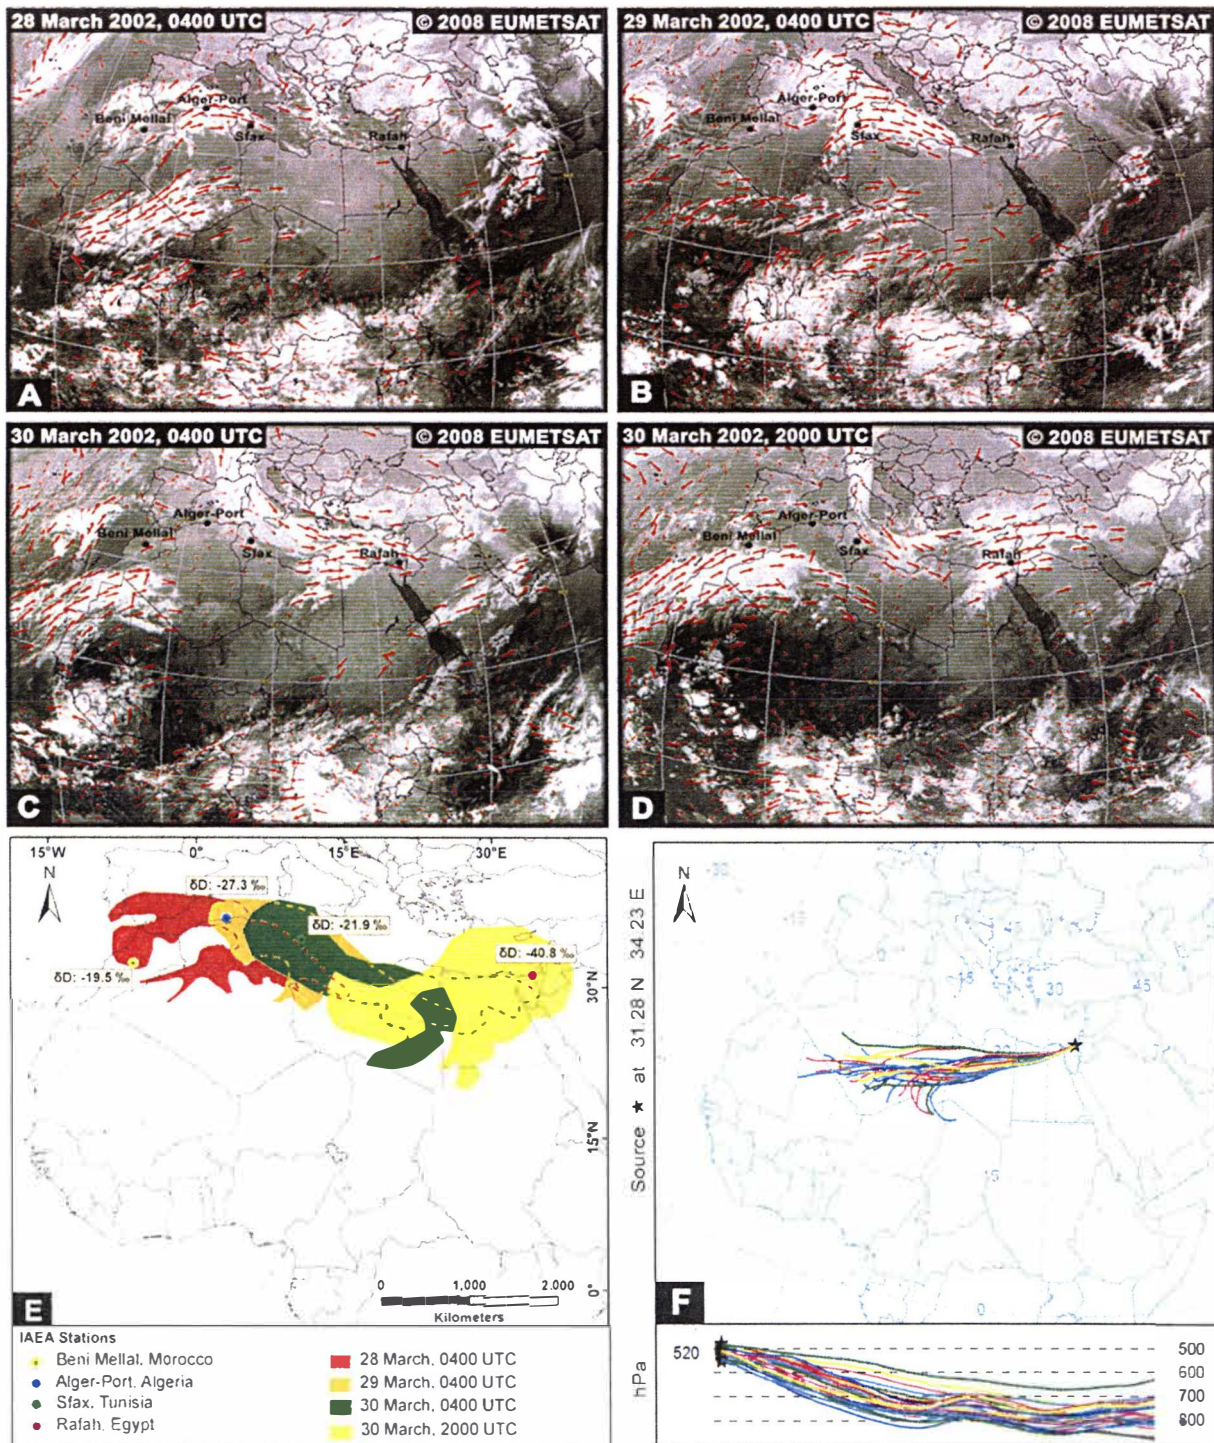 28 March 2002, 0400 UTC © 2008 EUMETSAT
Alger-Port
Beni Mellal
Sfax
Rafah
A
29 March 2002, 0400 UTC © 2008 EUMETSAT
Alger-Port
Beni Mellal
Sfax
Rafah
B
30 March 2002, 0400 UTC © 2008 EUMETSAT
Alger-Port
Beni Mellal
Sfax
Rafah
C
30 March 2002, 2000 UTC © 2008 EUMETSAT
Alger-Port
Beni Mellal
Sfax
Rafah
D
15°W 0° 15°E 30°E
N
δD: -27.3 ‰
δD: -21.9 ‰
δD: -40.8 ‰
δD: -19.5 ‰
30°N
15°N
0°
0 1,000 2.000
Kilometers
E
IAEA Stations
Beni Mellal, Morocco
Alger-Port, Algeria
Sfax, Tunisia
Rafah, Egypt
28 March, 0400 UTC
29 March, 0400 UTC
30 March, 0400 UTC
30 March, 2000 UTC
N
Source ★ at 31.28 N 34.23 E
30
15
0
F
hPa
520
500
600
700
800